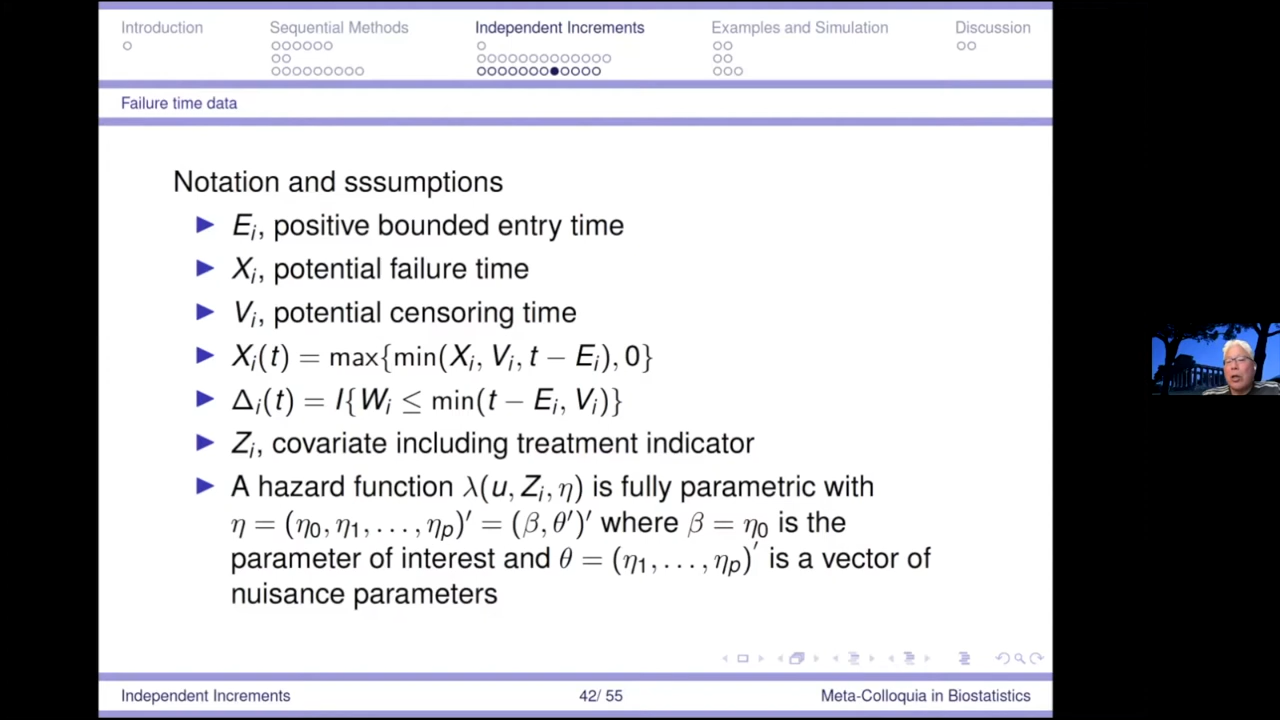 Introduction Sequential Methods Independent Increments Examples and Simulation Discussion
Failure time data
Notation and sssumptions
E_i, positive bounded entry time
X_i, potential failure time
V_i, potential censoring time
X_i(t) = max{min(X_i, V_i, t − E_i), 0}
Δ_i(t) = I{W_i ≤ min(t − E_i, V_i)}
Z_i, covariate including treatment indicator
A hazard function λ(u, Z_i, η) is fully parametric with
η = (η_0, η_1, . . . , η_p)′ = (β, θ′)′ where β = η_0 is the
parameter of interest and θ = (η_1, . . . , η_p)′ is a vector of
nuisance parameters
Independent Increments 42/ 55 Meta-Colloquia in Biostatistics